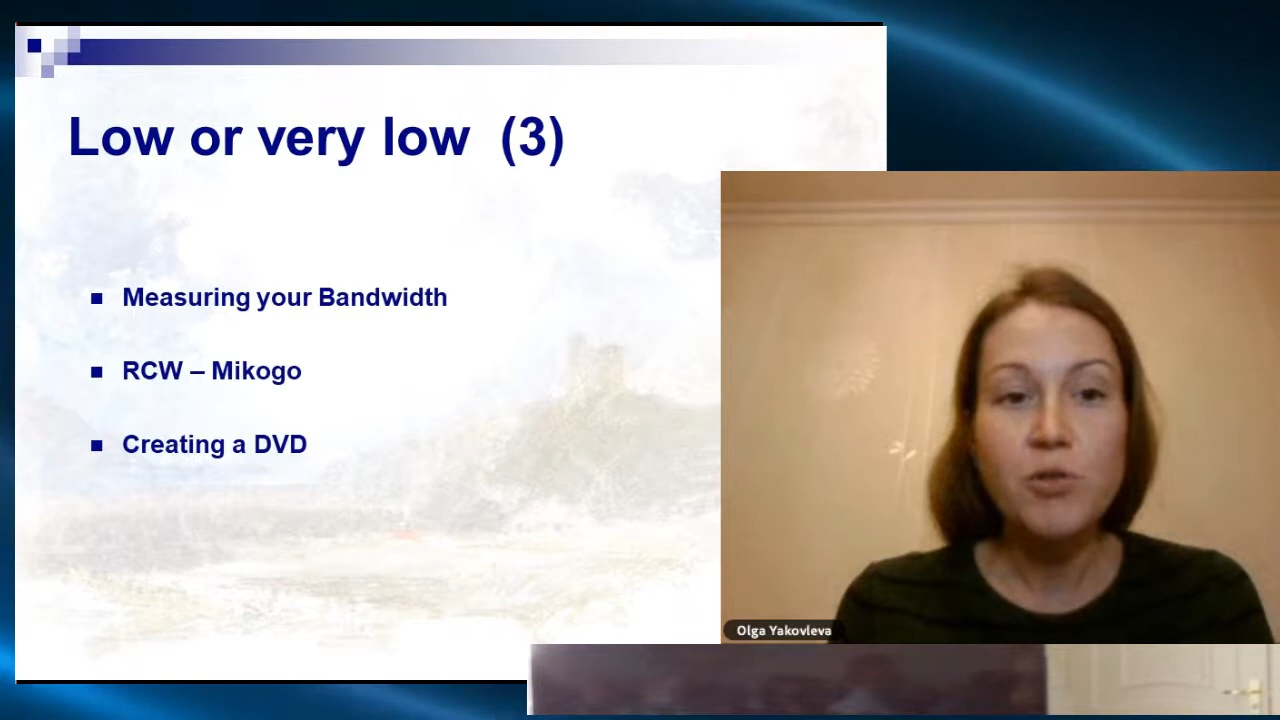 Low or very low (3)
Measuring your Bandwidth
RCW – Mikogo
Creating a DVD
Olga Yakovleva